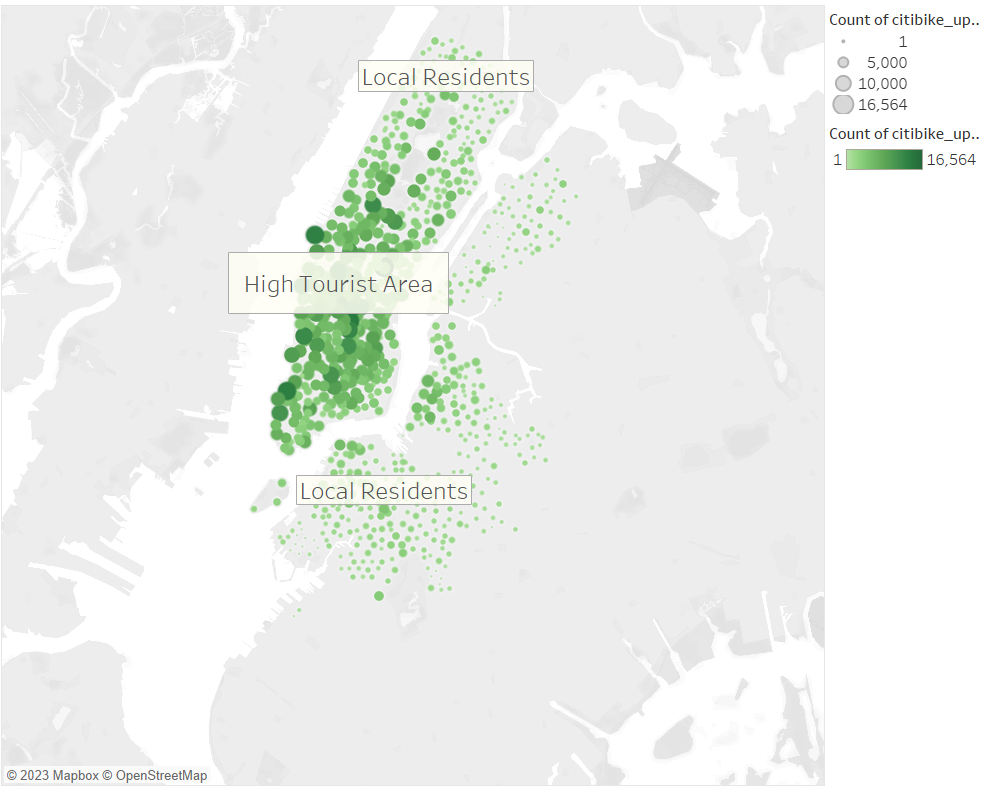 Count of citibike_up..
1
5,000
10,000
16,564
Count of citibike_up..
1 16,564
Local Residents
High Tourist Area
Local Residents
© 2023 Mapbox © OpenStreetMap